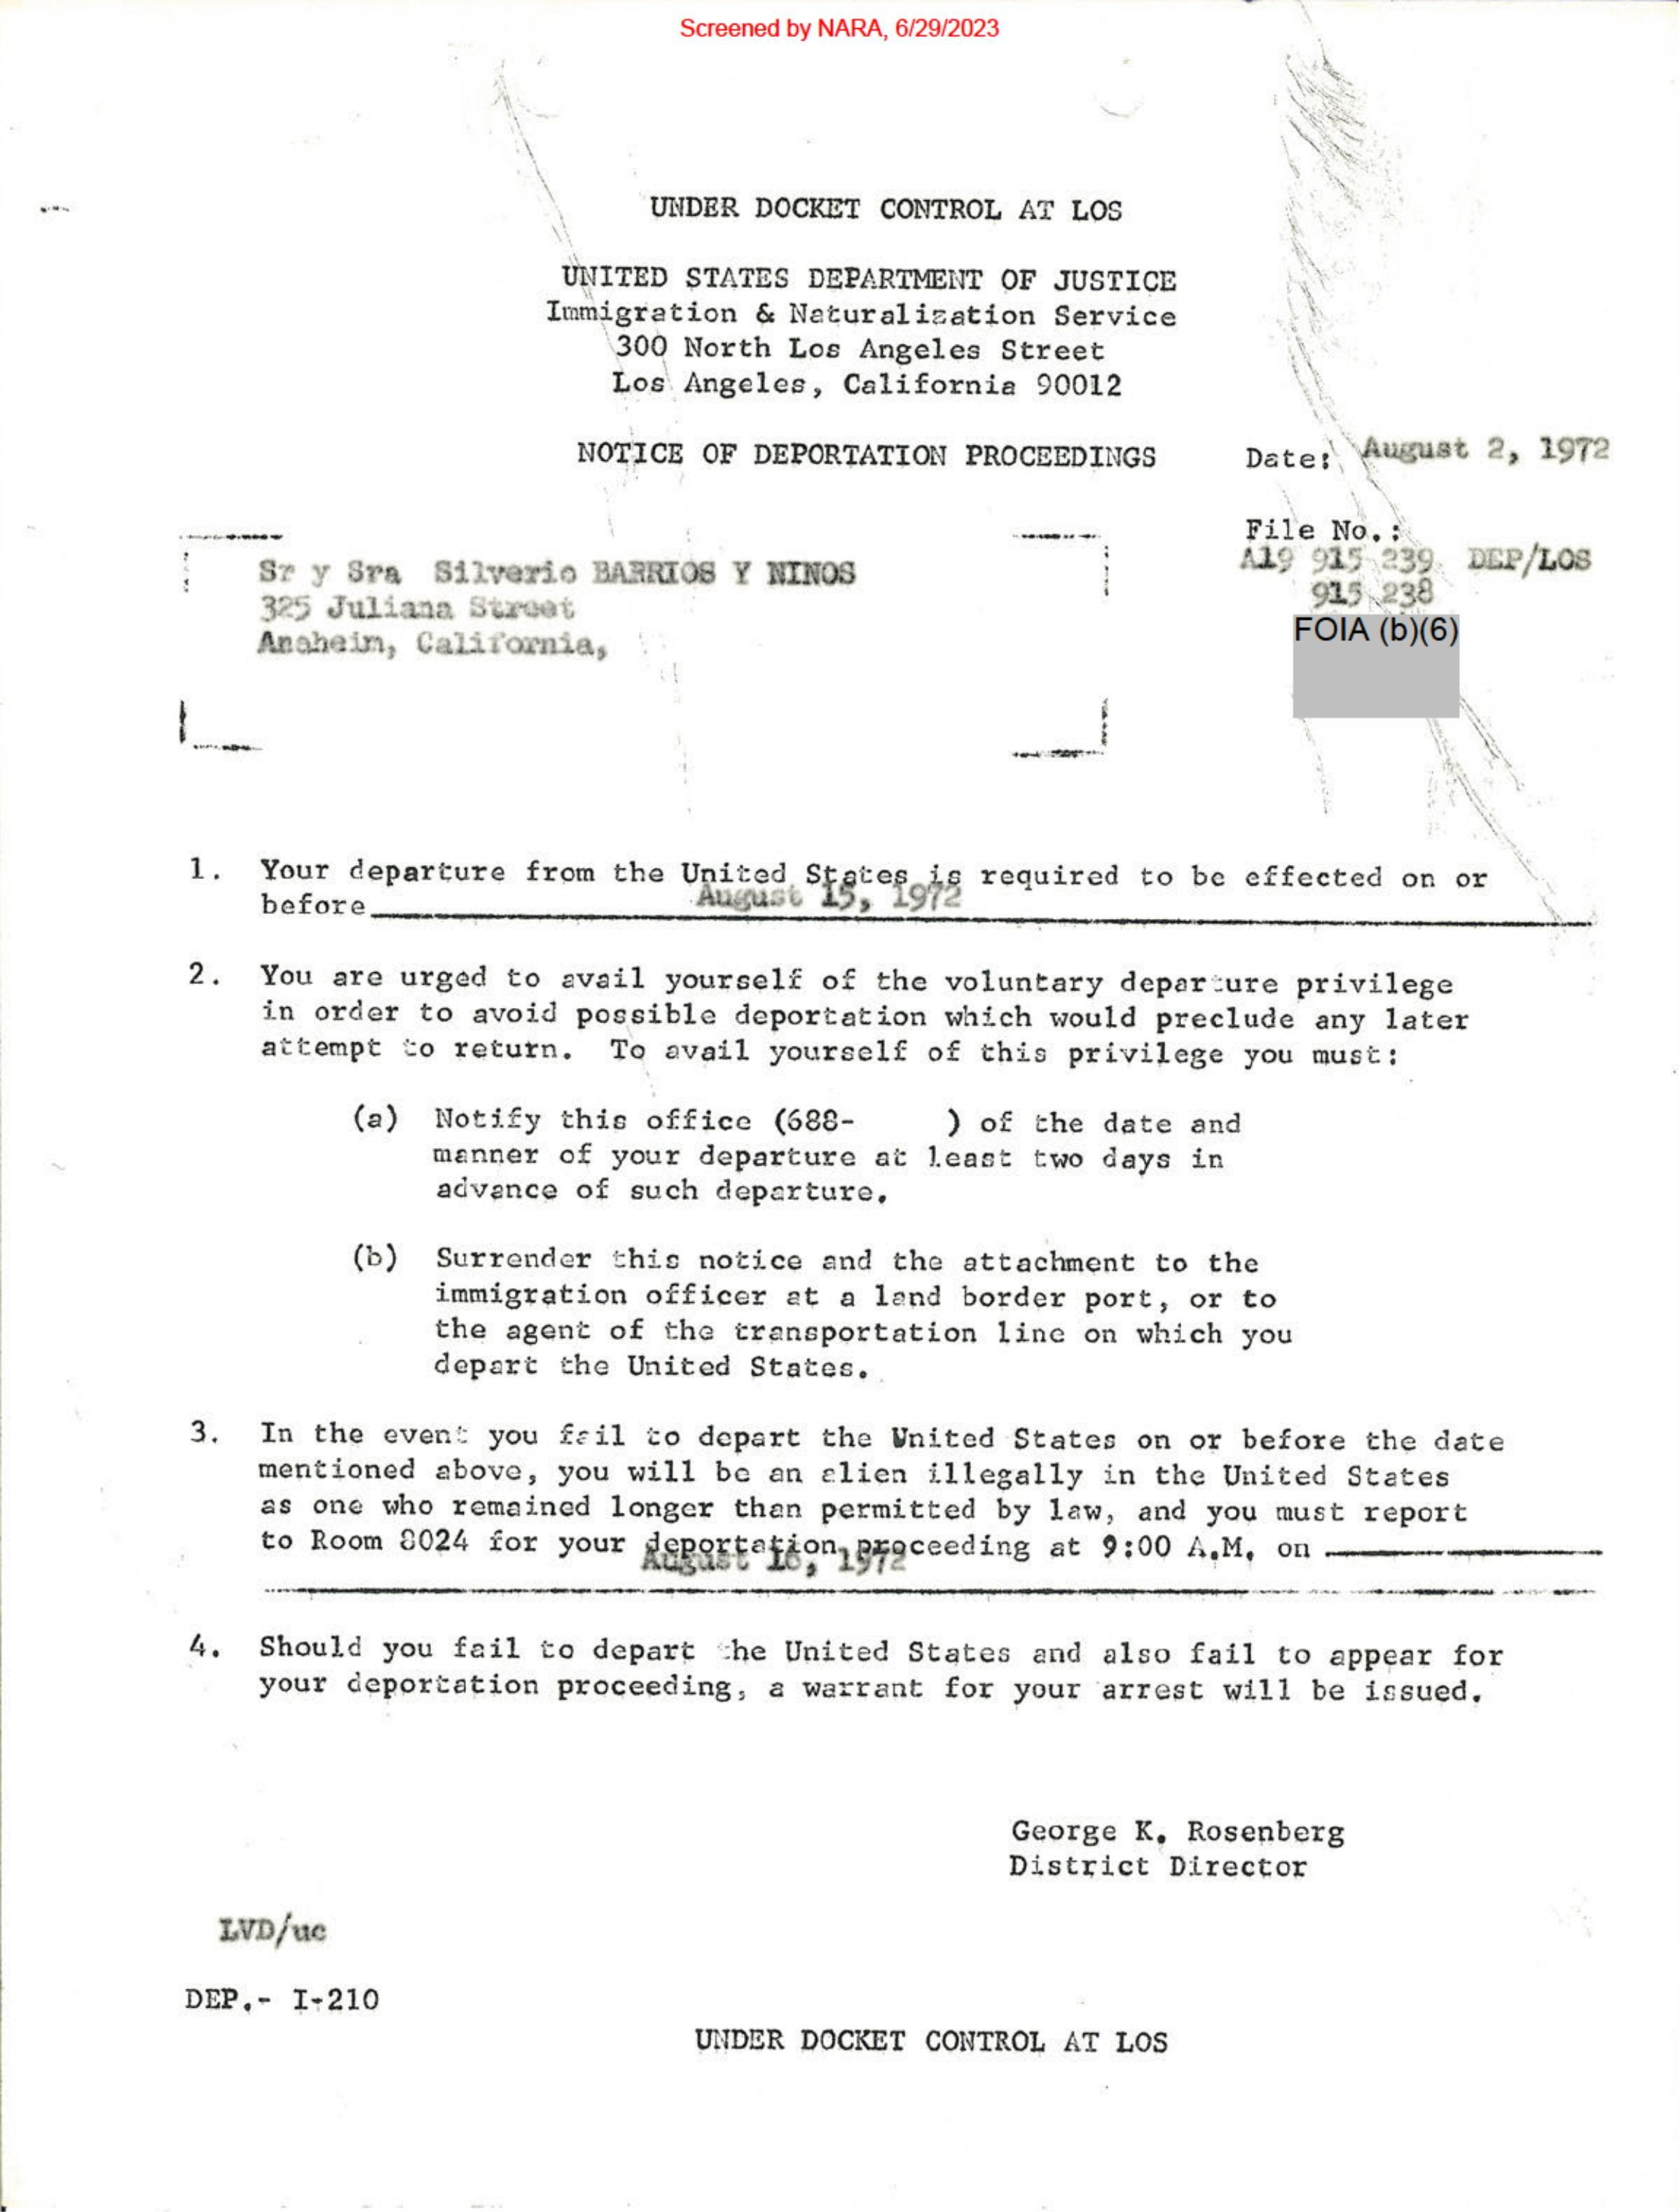 Screened by NARA, 6/29/2023
UNDER DOCKET CONTROL AT LOS
UNITED STATES DEPARTMENT OF JUSTICE
Immigration & Naturalization Service
300 North Los Angeles Street
Los Angeles, California 90012
NOTICE OF DEPORTATION PROCEEDINGS
Date: August 2, 1972
File No.:
A19 915 239 DEP/LOS
915 238
FOIA (b)(6)
Sr y Sra Silverio BARRIOS Y NINOS
325 Juliana Street
Anaheim, California,
1. Your departure from the United States is required to be effected on or
before August 15, 1972
2. You are urged to avail yourself of the voluntary departure privilege
in order to avoid possible deportation which would preclude any later
attempt to return. To avail yourself of this privilege you must:
(a) Notify this office (688- ) of the date and
manner of your departure at least two days in
advance of such departure.
(b) Surrender this notice and the attachment to the
immigration officer at a land border port, or to
the agent of the transportation line on which you
depart the United States.
3. In the event you fail to depart the United States on or before the date
mentioned above, you will be an alien illegally in the United States
as one who remained longer than permitted by law, and you must report
to Room 8024 for your deportation proceeding at 9:00 A.M. on
August 16, 1972
4. Should you fail to depart the United States and also fail to appear for
your deportation proceeding, a warrant for your arrest will be issued.
George K. Rosenberg
District Director
LVD/uc
DEP.- I-210
UNDER DOCKET CONTROL AT LOS